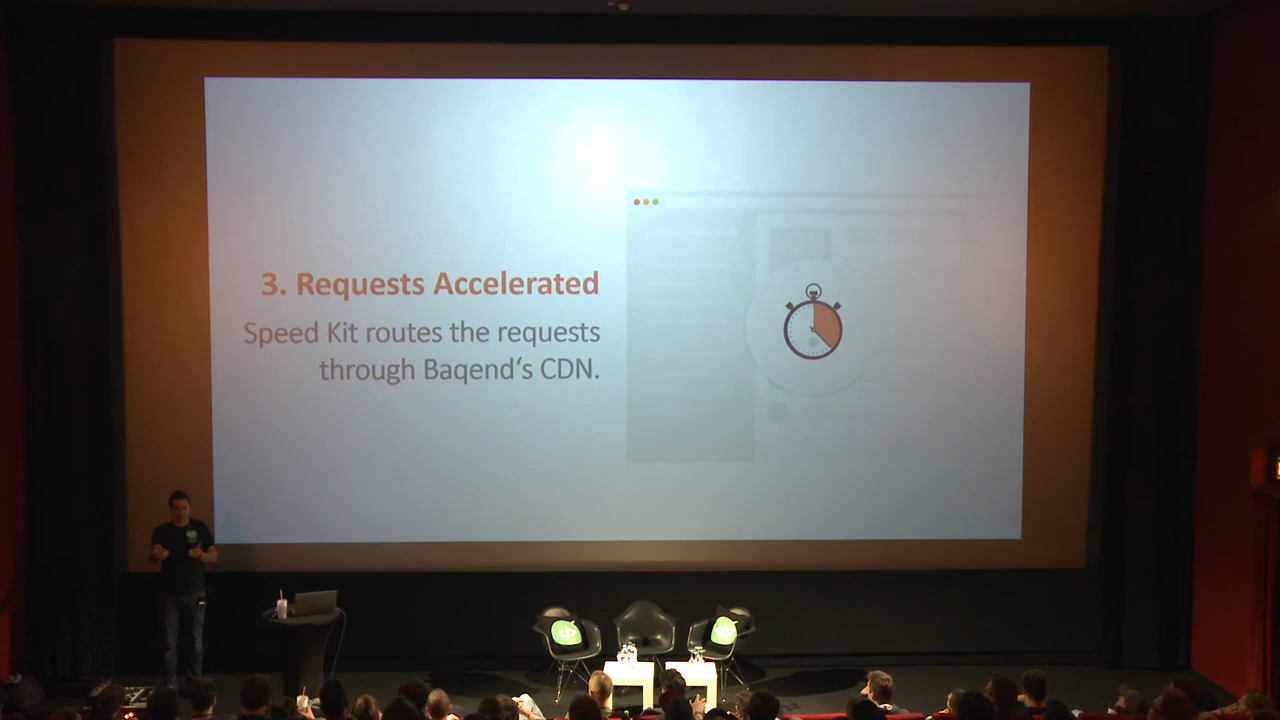 3. Requests Accelerated
Speed Kit routes the requests
through Baqend‘s CDN.